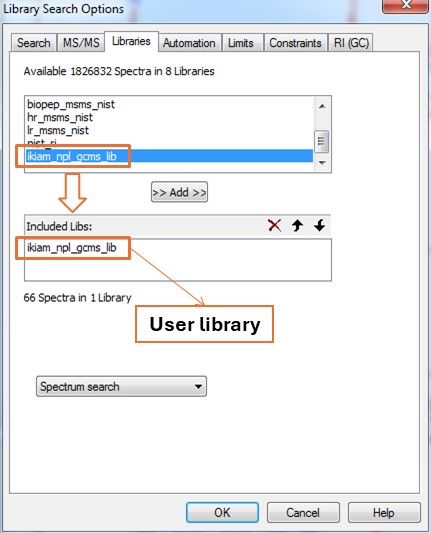 Library Search Options
Search MS/MS Libraries Automation Limits Constraints RI (GC)
Available 1826832 Spectra in 8 Libraries
biopep_msms_nist
hr_msms_nist
lr_msms_nist
nist_ri
ikiam_npl_gcms_lib
>> Add >>
Included Libs:
ikiam_npl_gcms_lib
66 Spectra in 1 Library
User library
Spectrum search
OK Cancel Help